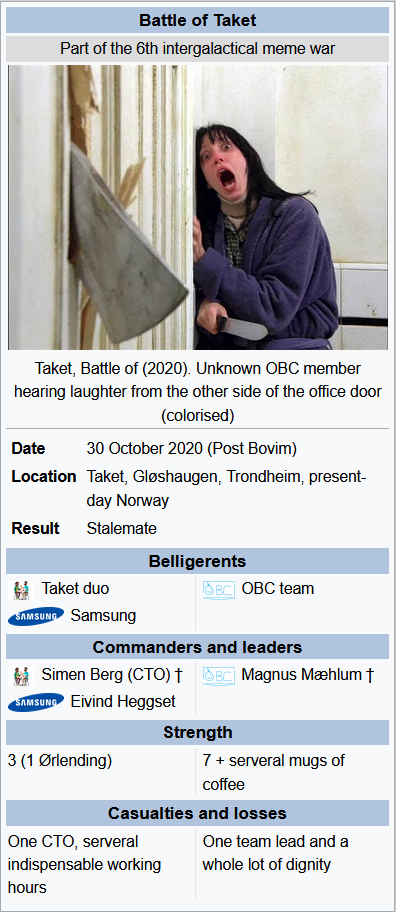 Battle of Taket
Part of the 6th intergalactical meme war
Taket, Battle of (2020). Unknown OBC member
hearing laughter from the other side of the office door
(colorised)
Date 30 October 2020 (Post Bovim)
Location Taket, Gløshaugen, Trondheim, present-
day Norway
Result Stalemate
Belligerents
Taket duo
SAMSUNG Samsung
OBC OBC team
Commanders and leaders
Simen Berg (CTO) †
SAMSUNG Eivind Heggset
OBC Magnus Mæhlum †
Strength
3 (1 Ørlending)
7 + serveral mugs of
coffee
Casualties and losses
One CTO, serveral
indispensable working
hours
One team lead and a
whole lot of dignity